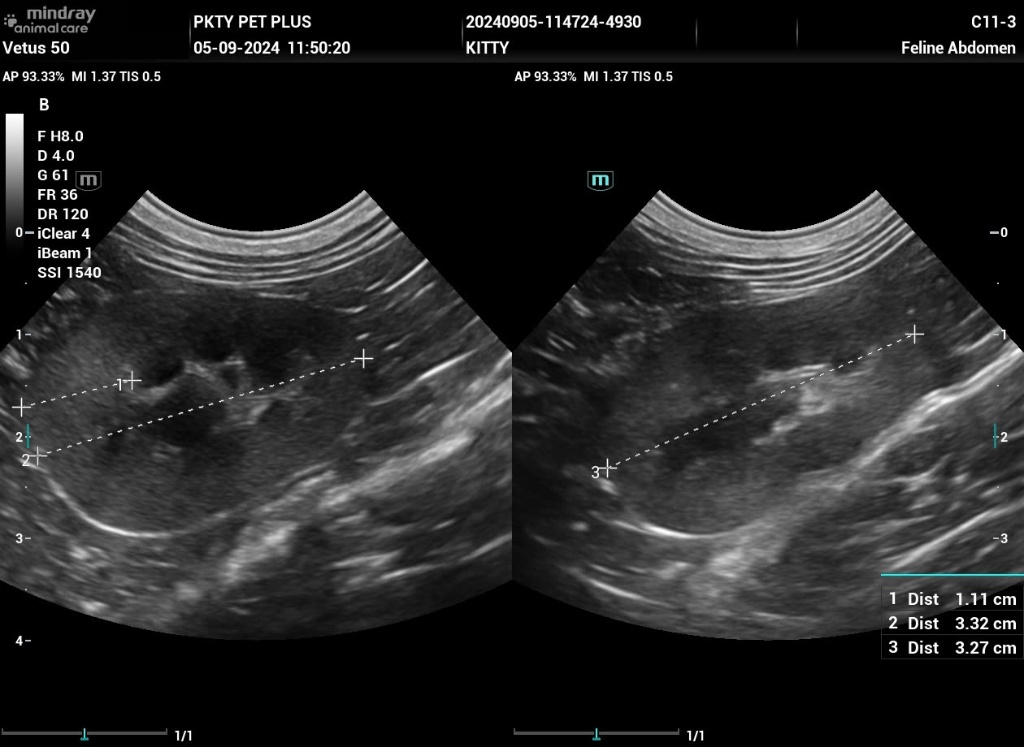 mindray
animalcare
Vetus 50
PKTY PET PLUS
05-09-2024 11:50:20
20240905-114724-4930
KITTY
C11-3
Feline Abdomen
AP 93.33% MI 1.37 TIS 0.5
AP 93.33% MI 1.37 TIS 0.5
B
F H8.0
D 4.0
G 61
FR 36
DR 120
iClear 4
iBeam 1
SSI 1540
m
m
0
1
2
3
4
1
2
3
0
1
2
3
1 Dist 1.11 cm
2 Dist 3.32 cm
3 Dist 3.27 cm
1/1
1/1